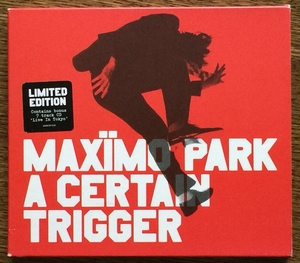 LIMITED
EDITION
Contains bonus
7 track CD
'Live In Tokyo'
MAXÏMO PARK
A CERTAIN
TRIGGER